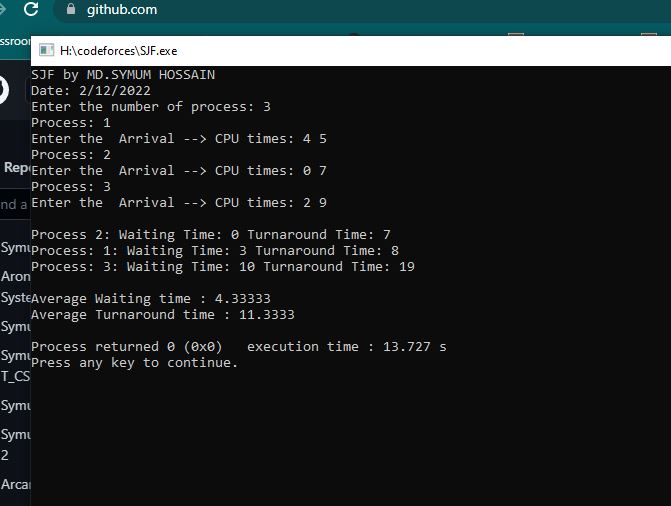 github.com
ssroor
H:\codeforces\SJF.exe
SJF by MD.SYMUM HOSSAIN
Date: 2/12/2022
Enter the number of process: 3
Process: 1
Enter the  Arrival --> CPU times: 4 5
Process: 2
Enter the  Arrival --> CPU times: 0 7
Process: 3
Enter the  Arrival --> CPU times: 2 9
Process 2: Waiting Time: 0 Turnaround Time: 7
Process: 1: Waiting Time: 3 Turnaround Time: 8
Process: 3: Waiting Time: 10 Turnaround Time: 19
Average Waiting time : 4.33333
Average Turnaround time : 11.3333
Process returned 0 (0x0)   execution time : 13.727 s
Press any key to continue.
Repo
nd a
Symu
Aron
Syste
Symu
Symu
T_CS
Symu
Symu
2
Arca